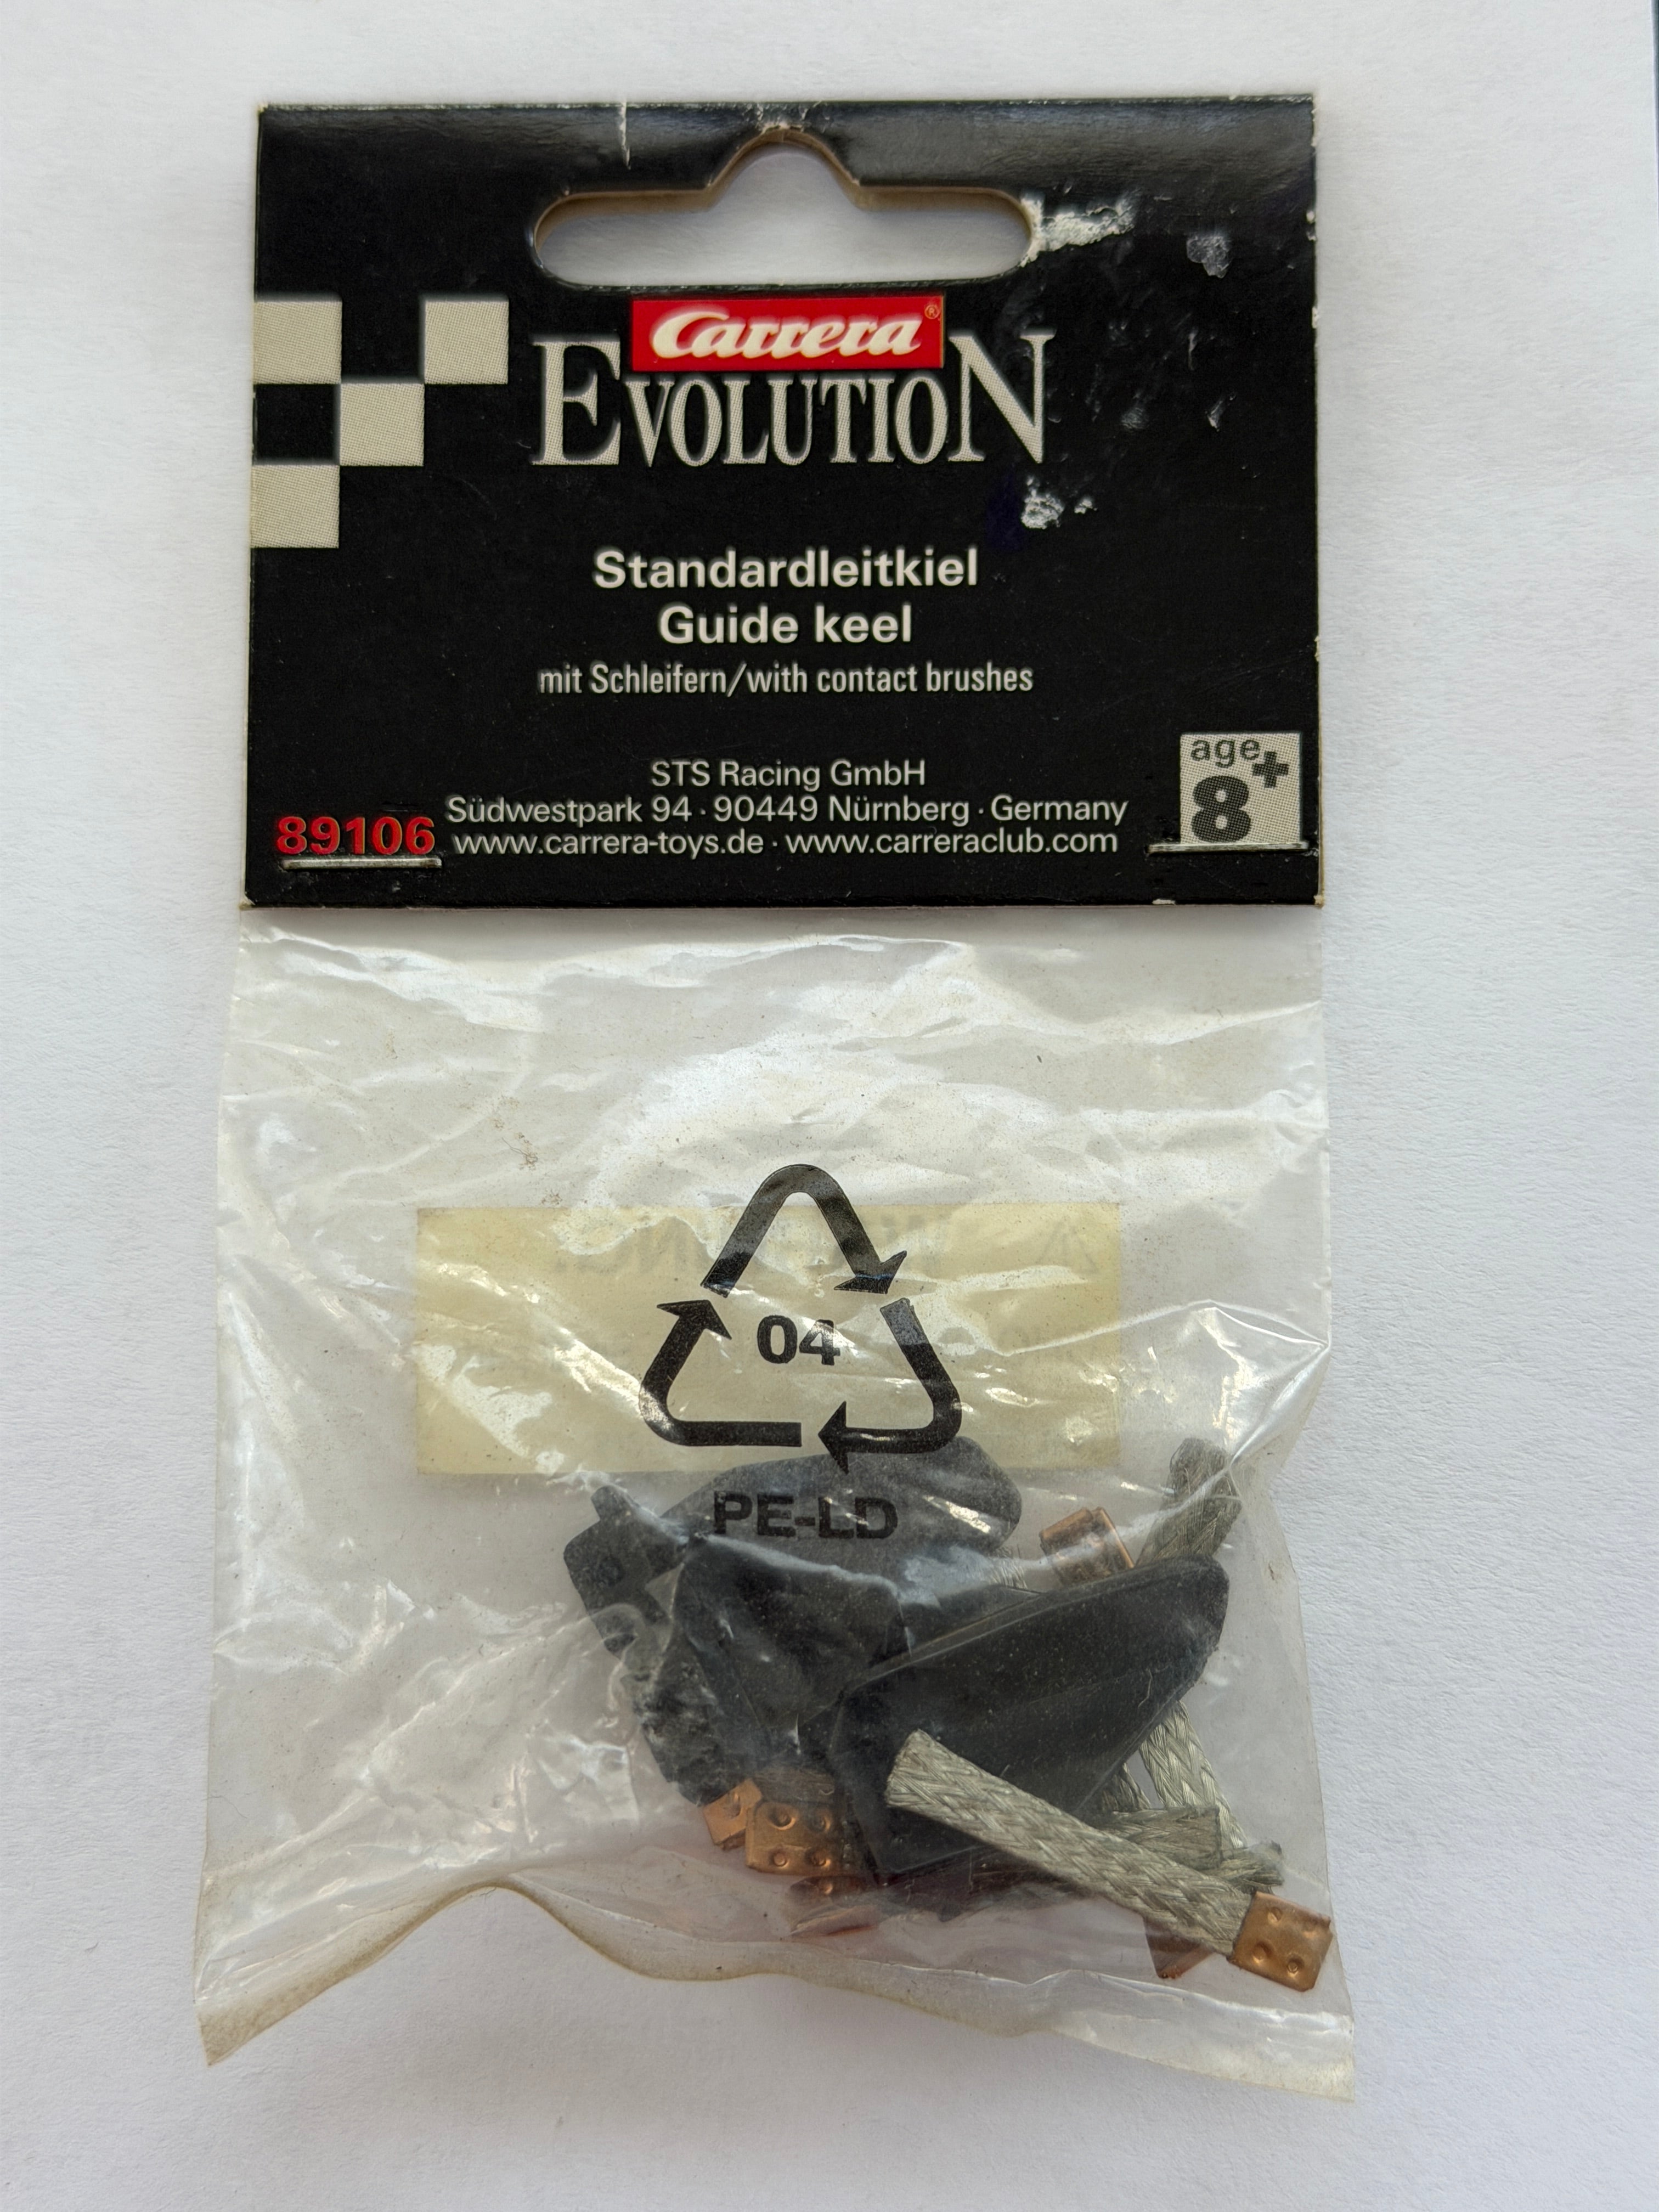 Carrera®
EVOLUTION
Standardleitkiel
Guide keel
mit Schleifern/with contact brushes
STS Racing GmbH
Südwestpark 94 · 90449 Nürnberg · Germany
www.carrera-toys.de · www.carreraclub.com
89106
age
8+
04
PE-LD